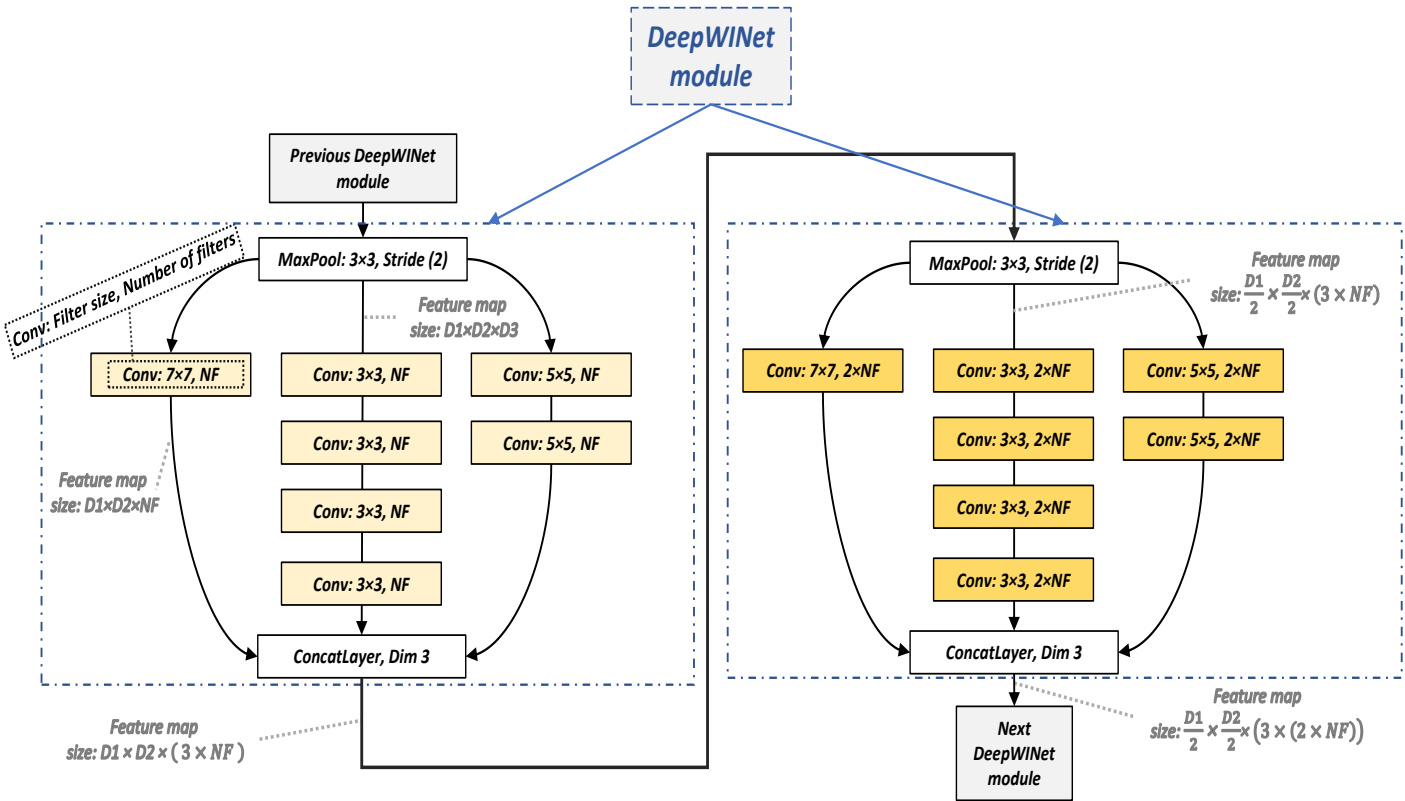 DeepWINet
module
Previous DeepWINet
module
MaxPool: 3×3, Stride (2)
Conv: Filter size, Number of filters
Feature map
size: D1×D2×D3
Conv: 7×7, NF
Conv: 3×3, NF
Conv: 5×5, NF
Conv: 3×3, NF
Conv: 5×5, NF
Feature map
size: D1×D2×NF
Conv: 3×3, NF
Conv: 3×3, NF
ConcatLayer, Dim 3
Feature map
size: D1 × D2 × ( 3 × NF )
MaxPool: 3×3, Stride (2)
Feature map
size: D1/2 × D2/2 × (3 × NF)
Conv: 7×7, 2×NF
Conv: 3×3, 2×NF
Conv: 5×5, 2×NF
Conv: 3×3, 2×NF
Conv: 5×5, 2×NF
Conv: 3×3, 2×NF
Conv: 3×3, 2×NF
ConcatLayer, Dim 3
Feature map
size: D1/2 × D2/2 × (3 × (2 × NF))
Next
DeepWINet
module